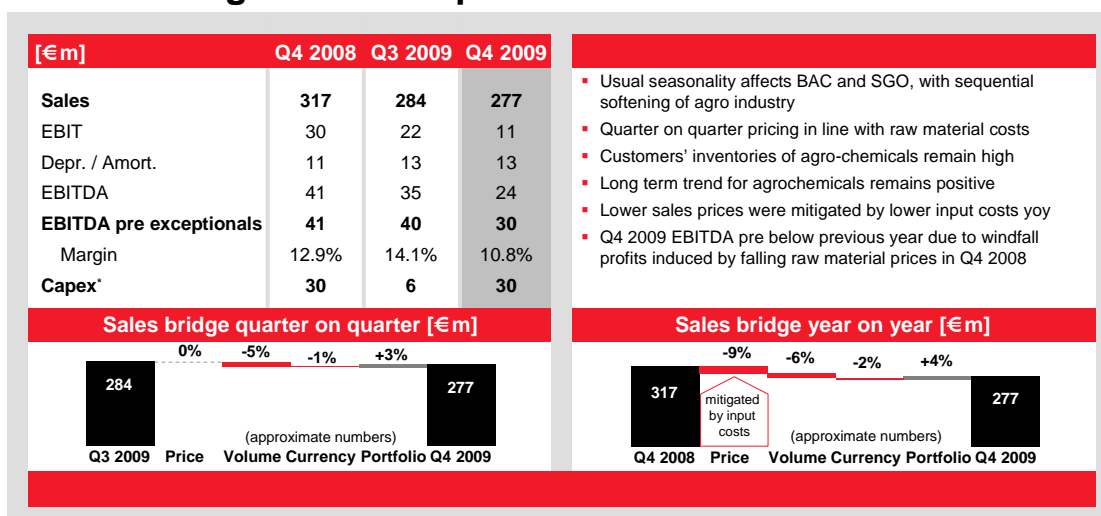 [€m] Q4 2008 Q3 2009 Q4 2009
Sales 317 284 277
EBIT 30 22 11
Depr. / Amort. 11 13 13
EBITDA 41 35 24
EBITDA pre exceptionals 41 40 30
Margin 12.9% 14.1% 10.8%
Capex* 30 6 30
▪ Usual seasonality affects BAC and SGO, with sequential
softening of agro industry
▪ Quarter on quarter pricing in line with raw material costs
▪ Customers' inventories of agro-chemicals remain high
▪ Long term trend for agrochemicals remains positive
▪ Lower sales prices were mitigated by lower input costs yoy
▪ Q4 2009 EBITDA pre below previous year due to windfall
profits induced by falling raw material prices in Q4 2008
Sales bridge quarter on quarter [€m]
0% -5% -1% +3%
284 277
(approximate numbers)
Q3 2009 Price Volume Currency Portfolio Q4 2009
Sales bridge year on year [€m]
-9% -6% -2% +4%
317 277
mitigated
by input
costs
(approximate numbers)
Q4 2008 Price Volume Currency Portfolio Q4 2009